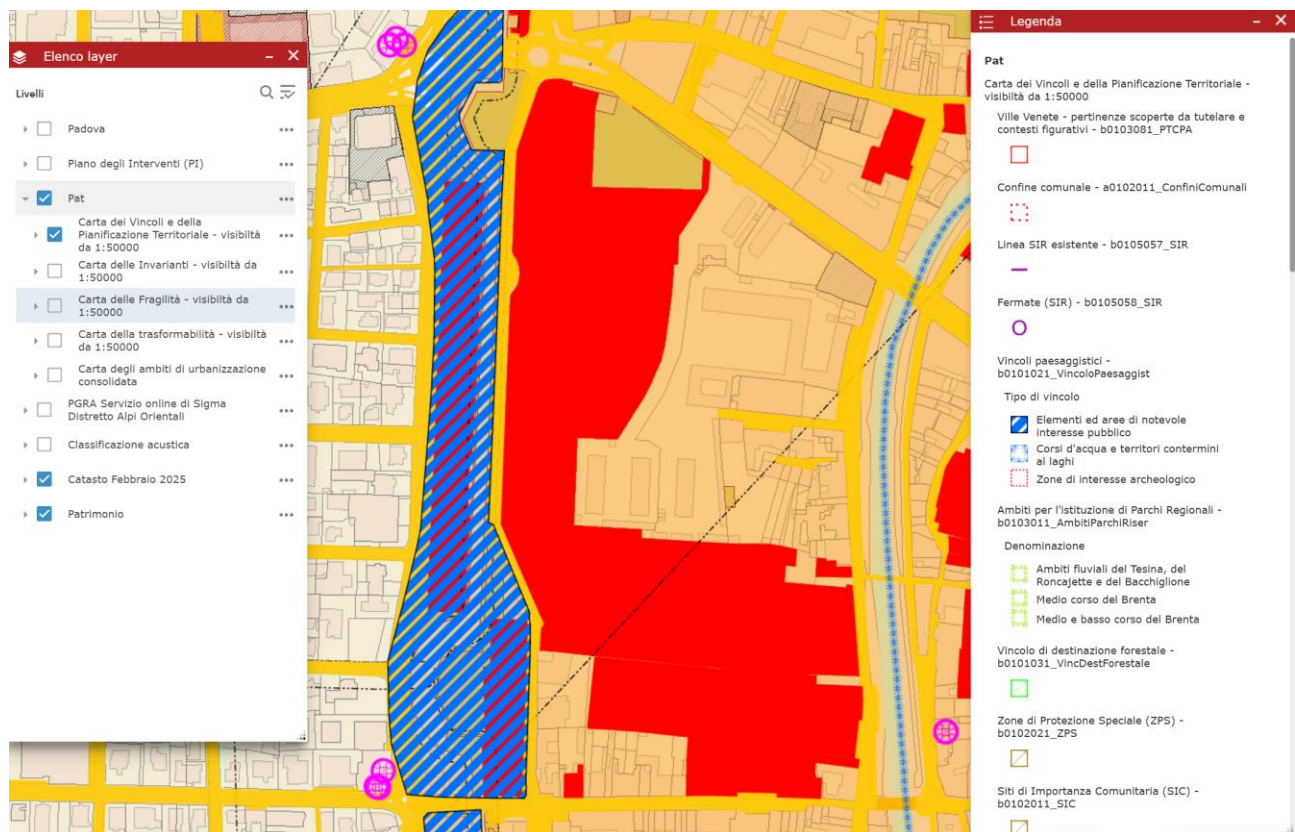 Elenco layer
Livelli
Padova
Piano degli Interventi (PI)
Pat
Carta dei Vincoli e della
Pianificazione Territoriale - visibiltà
da 1:50000
Carta delle Invarianti - visibiltà da
1:50000
Carta delle Fragilità - visibiltà da
1:50000
Carta della trasformabilità - visibiltà
da 1:50000
Carta degli ambiti di urbanizzazione
consolidata
PGRA Servizio online di Sigma
Distretto Alpi Orientali
Classificazione acustica
Catasto Febbraio 2025
Patrimonio
Legenda
Pat
Carta dei Vincoli e della Pianificazione Territoriale -
visibiltà da 1:50000
Ville Venete - pertinenze scoperte da tutelare e
contesti figurativi - b0103081_PTCPA
Confine comunale - a0102011_ConfiniComunali
Linea SIR esistente - b0105057_SIR
Fermate (SIR) - b0105058_SIR
Vincoli paesaggistici -
b0101021_VincoloPaesaggist
Tipo di vincolo
Elementi ed aree di notevole
interesse pubblico
Corsi d'acqua e territori contermini
ai laghi
Zone di interesse archeologico
Ambiti per l'istituzione di Parchi Regionali -
b0103011_AmbitiParchiRiser
Denominazione
Ambiti fluviali del Tesina, del
Roncajette e del Bacchiglione
Medio corso del Brenta
Medio e basso corso del Brenta
Vincolo di destinazione forestale -
b0101031_VincDestForestale
Zone di Protezione Speciale (ZPS) -
b0102021_ZPS
Siti di Importanza Comunitaria (SIC) -
b0102011_SIC